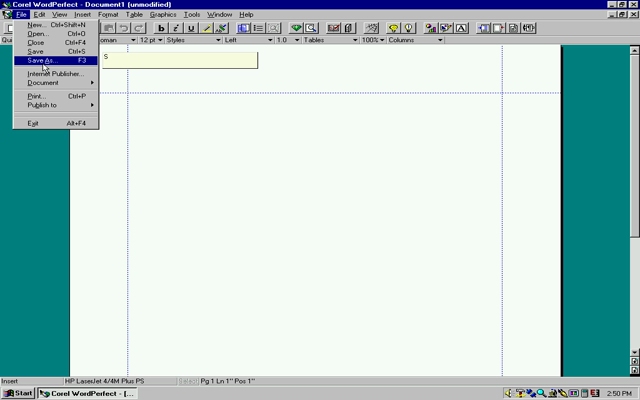 Corel WordPerfect - Document1 (unmodified)
File Edit View Insert Format Table Graphics Tools Window Help
New... Ctrl+Shift+N
Open... Ctrl+O
Close Ctrl+F4
Save Ctrl+S
Save As... F3
Internet Publisher...
Document
Print... Ctrl+P
Publish to
Exit Alt+F4
oman 12 pt Styles Left 1.0 Tables 100% Columns
S
Insert HP LaserJet 4/4M Plus PS Select Pg 1 Ln 1" Pos 1"
Start Corel WordPerfect - [... 2:50 PM